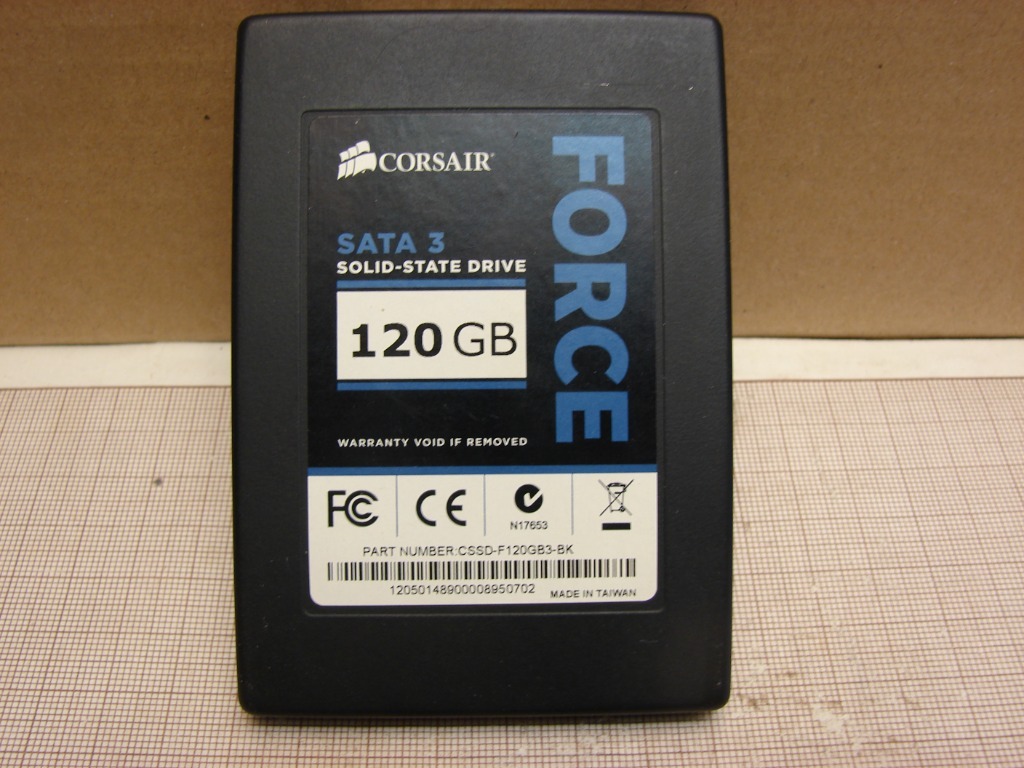 CORSAIR
FORCE
SATA 3
SOLID-STATE DRIVE
120 GB
WARRANTY VOID IF REMOVED
FC CE
N17653
PART NUMBER:CSSD-F120GB3-BK
12050148900008950702
MADE IN TAIWAN